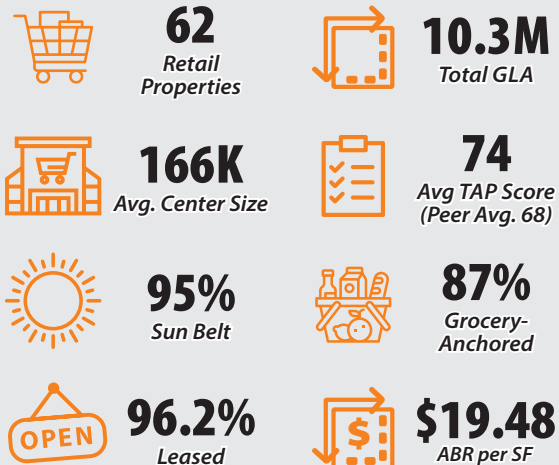 62
Retail
Properties
10.3M
Total GLA
166K
Avg. Center Size
74
Avg TAP Score
(Peer Avg. 68)
95%
Sun Belt
87%
Grocery-
Anchored
OPEN
96.2%
Leased
$
$19.48
ABR per SF